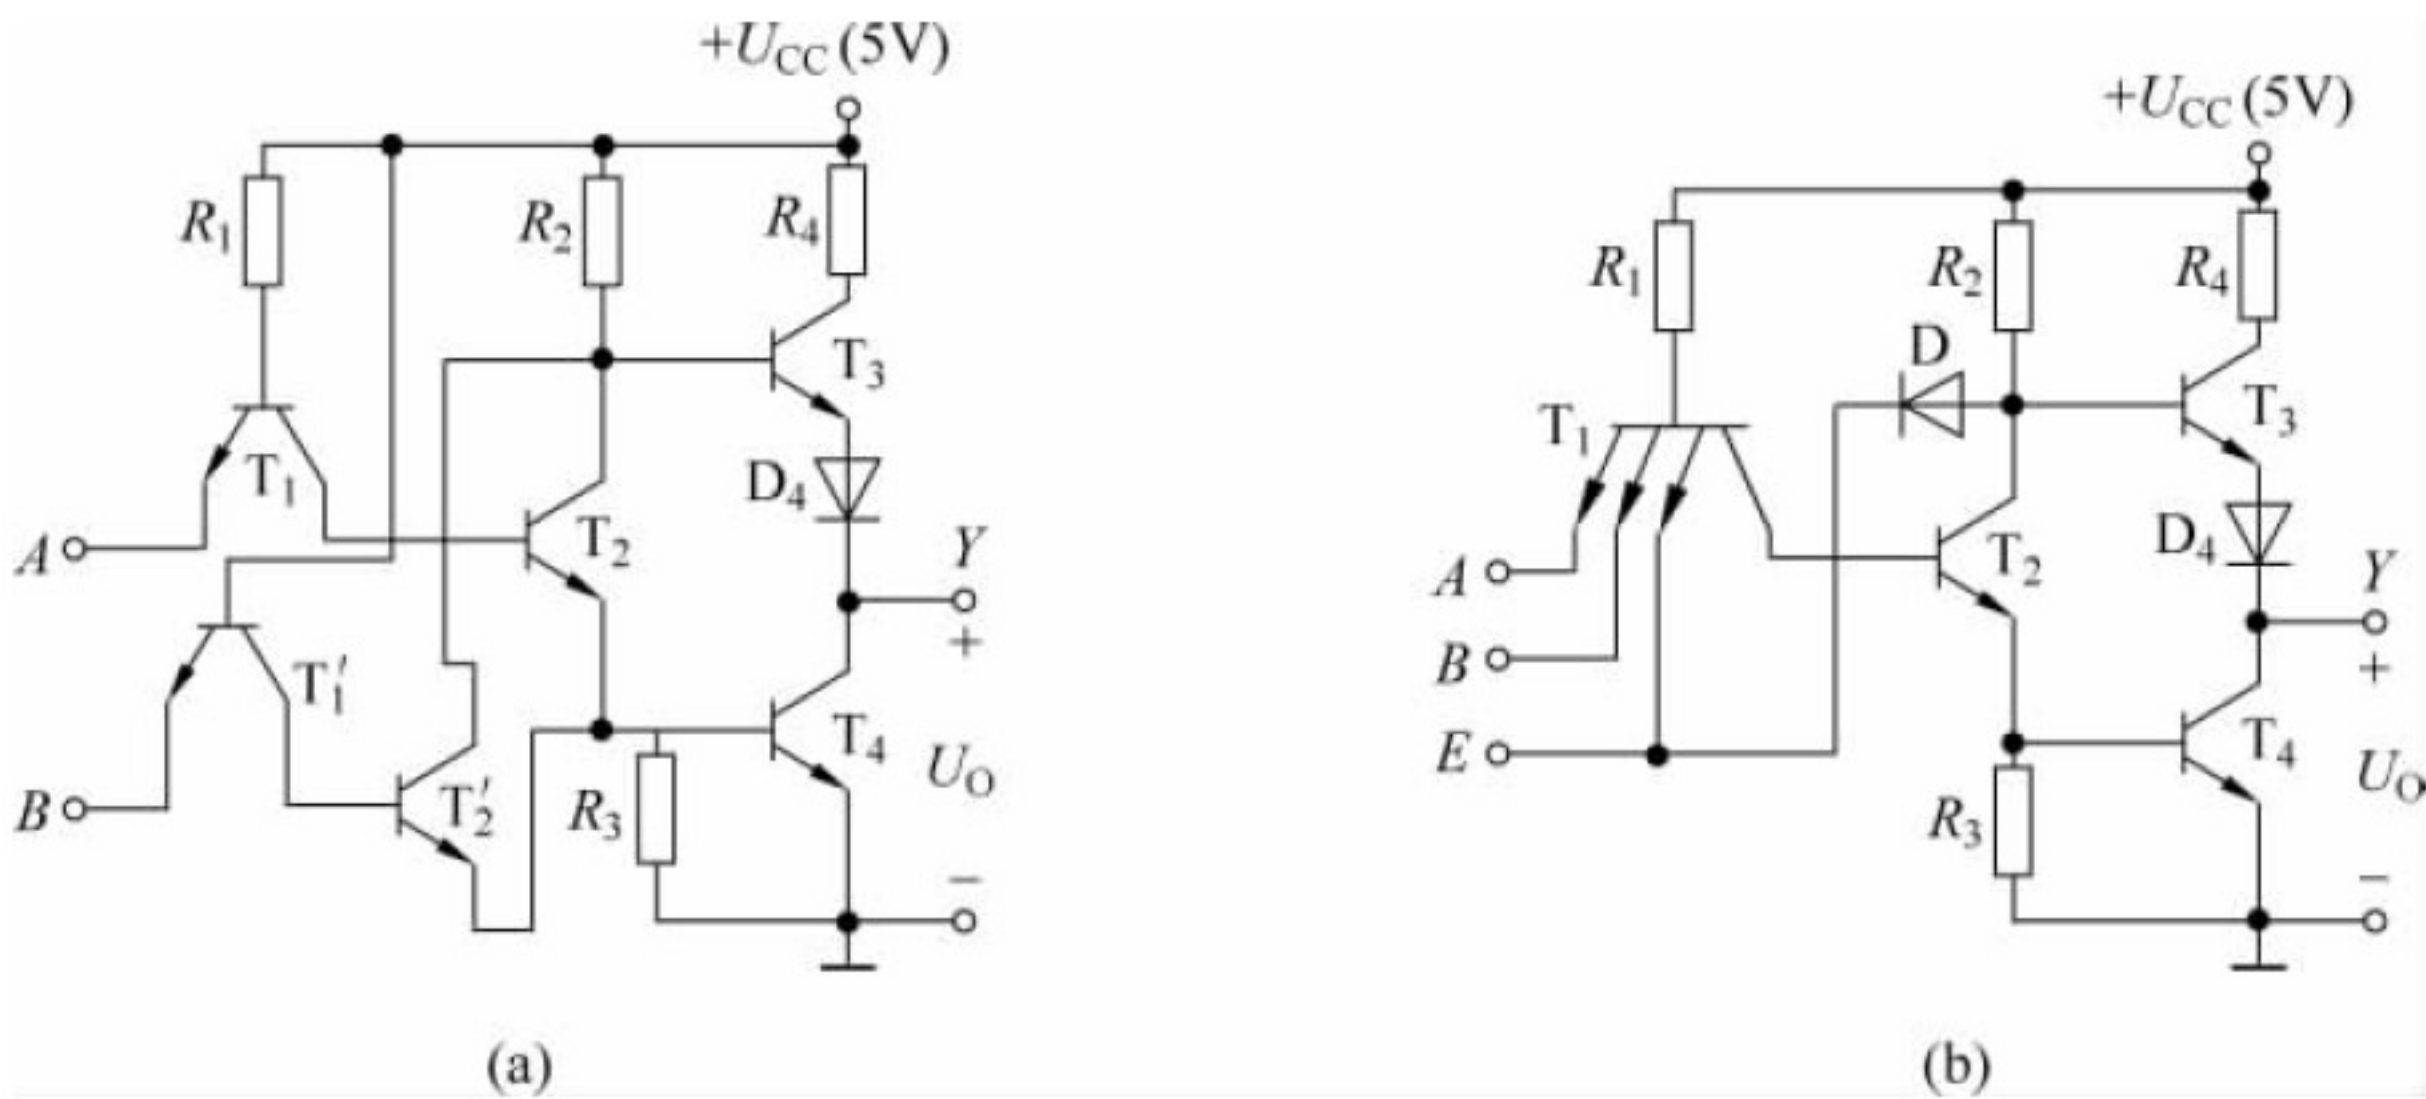 +U_CC (5V)
R₁
R₂
R₄
T₃
T₁
D₄
A
T₂
Y
+
T₁′
T₄
U_O
B
T₂′
R₃
−
(a)
+U_CC (5V)
R₁
R₂
R₄
D
T₃
T₁
D₄
A
T₂
Y
B
+
E
T₄
U_O
R₃
−
(b)